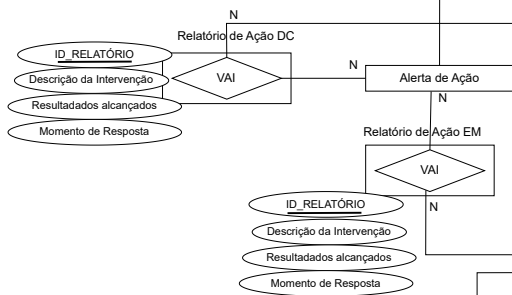 N
Relatório de Ação DC
ID_RELATÓRIO
Descrição da Intervenção
Resultadados alcançados
Momento de Resposta
VAI
N
Alerta de Ação
N
Relatório de Ação EM
VAI
N
ID_RELATÓRIO
Descrição da Intervenção
Resultadados alcançados
Momento de Resposta